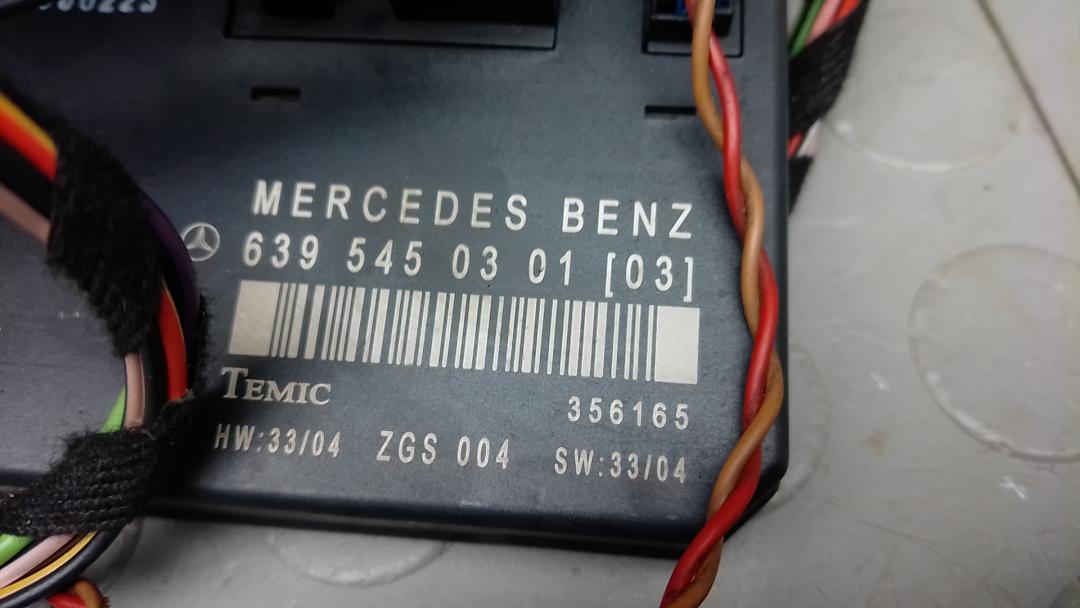 MERCEDES BENZ
639 545 03 01 [03]
TEMIC
356165
HW:33/04 ZGS 004 SW:33/04